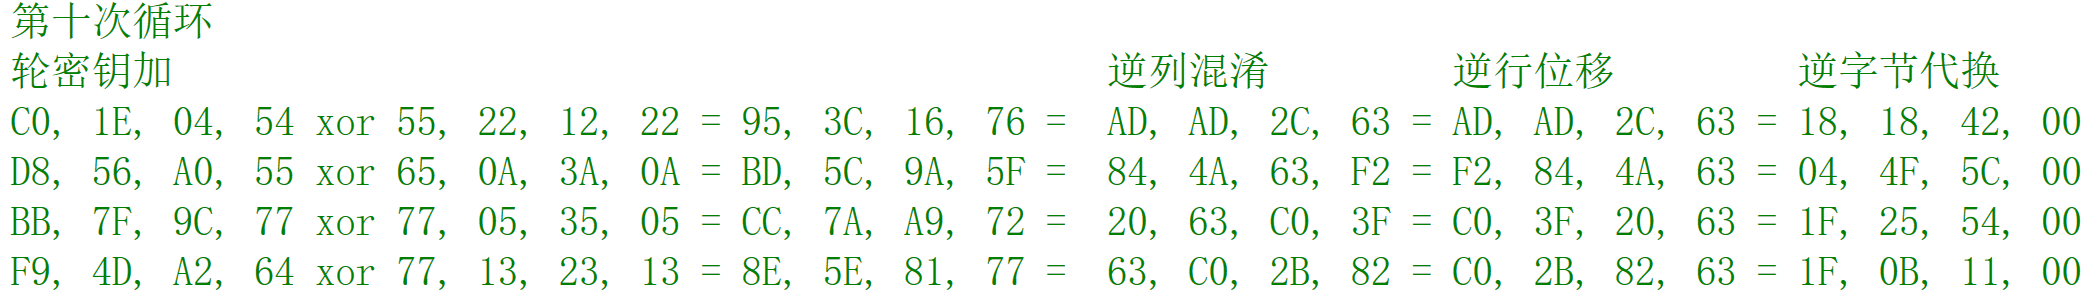 第十次循环
轮密钥加 逆列混淆 逆行位移 逆字节代换
C0, 1E, 04, 54 xor 55, 22, 12, 22 = 95, 3C, 16, 76 = AD, AD, 2C, 63 = AD, AD, 2C, 63 = 18, 18, 42, 00
D8, 56, A0, 55 xor 65, 0A, 3A, 0A = BD, 5C, 9A, 5F = 84, 4A, 63, F2 = F2, 84, 4A, 63 = 04, 4F, 5C, 00
BB, 7F, 9C, 77 xor 77, 05, 35, 05 = CC, 7A, A9, 72 = 20, 63, C0, 3F = C0, 3F, 20, 63 = 1F, 25, 54, 00
F9, 4D, A2, 64 xor 77, 13, 23, 13 = 8E, 5E, 81, 77 = 63, C0, 2B, 82 = C0, 2B, 82, 63 = 1F, 0B, 11, 00